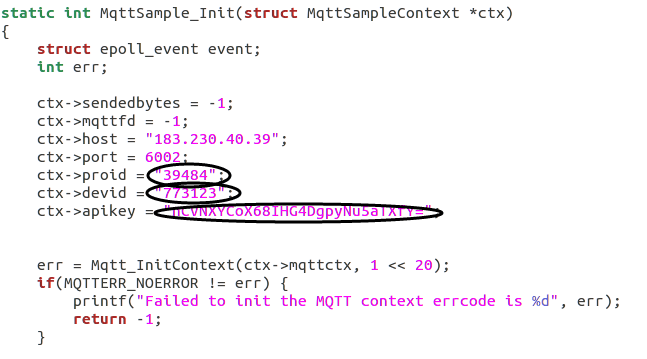 static int MqttSample_Init(struct MqttSampleContext *ctx)
{
struct epoll_event event;
int err;
ctx->sendedbytes = -1;
ctx->mqttfd = -1;
ctx->host = "183.230.40.39";
ctx->port = 6002;
ctx->proid = "39484";
ctx->devid = "773123";
ctx->apikey =
err = Mqtt_InitContext(ctx->mqttctx, 1 << 20);
if(MQTTERR_NOERROR != err) {
printf("Failed to init the MQTT context errcode is %d", err);
return -1;
}